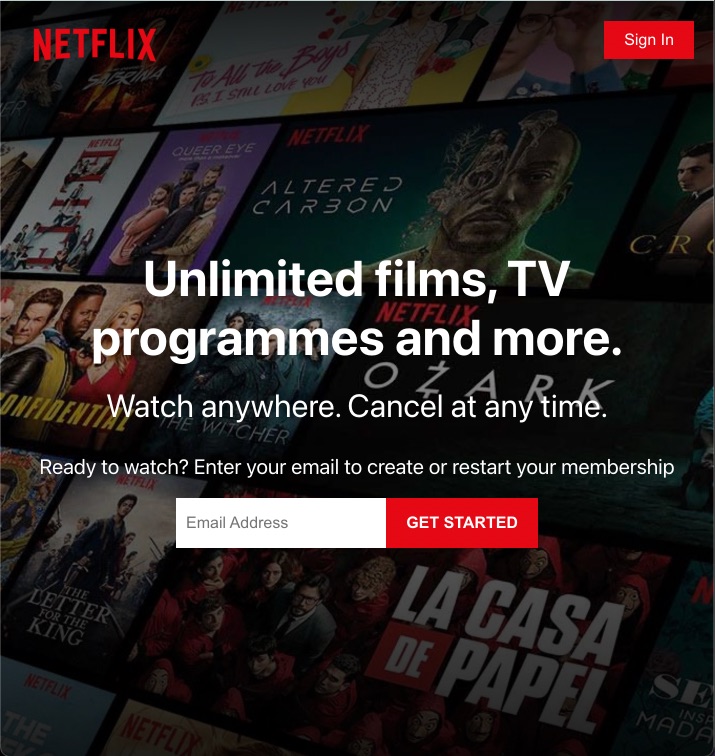 NETFLIX
Sign In
SABRINA
To All the Boys
P.S. I STILL LOVE YOU
NETFLIX
QUEER EYE
NETFLIX
ALTERED
CARBON
Unlimited films, TV
programmes and more.
NETFLIX
OZARK
CONFIDENTIAL
THE WITCHER
Watch anywhere. Cancel at any time.
Ready to watch? Enter your email to create or restart your membership
Email Address
GET STARTED
NETFLIX
THE
LETTER
FOR THE
KING
LA CASA
DE PAPEL
NETFLIX
THE
NETFLIX